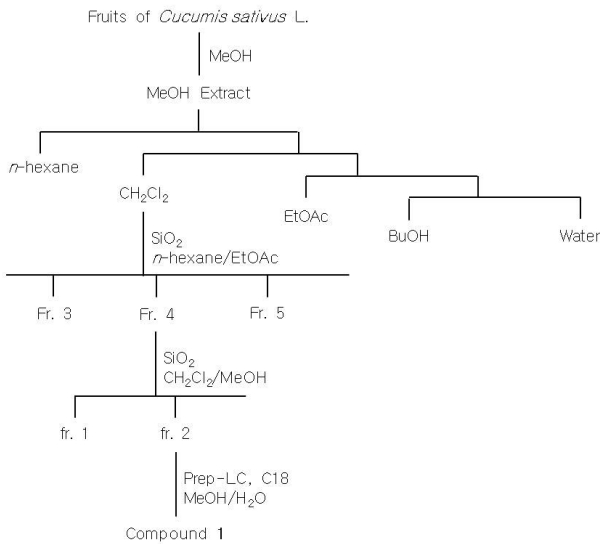 Fruits of Cucumis sativus L.
MeOH
MeOH Extract
n-hexane
CH₂Cl₂
EtOAc
BuOH
Water
SiO₂
n-hexane/EtOAc
Fr. 3
Fr. 4
Fr. 5
SiO₂
CH₂Cl₂/MeOH
fr. 1
fr. 2
Prep-LC, C18
MeOH/H₂O
Compound 1